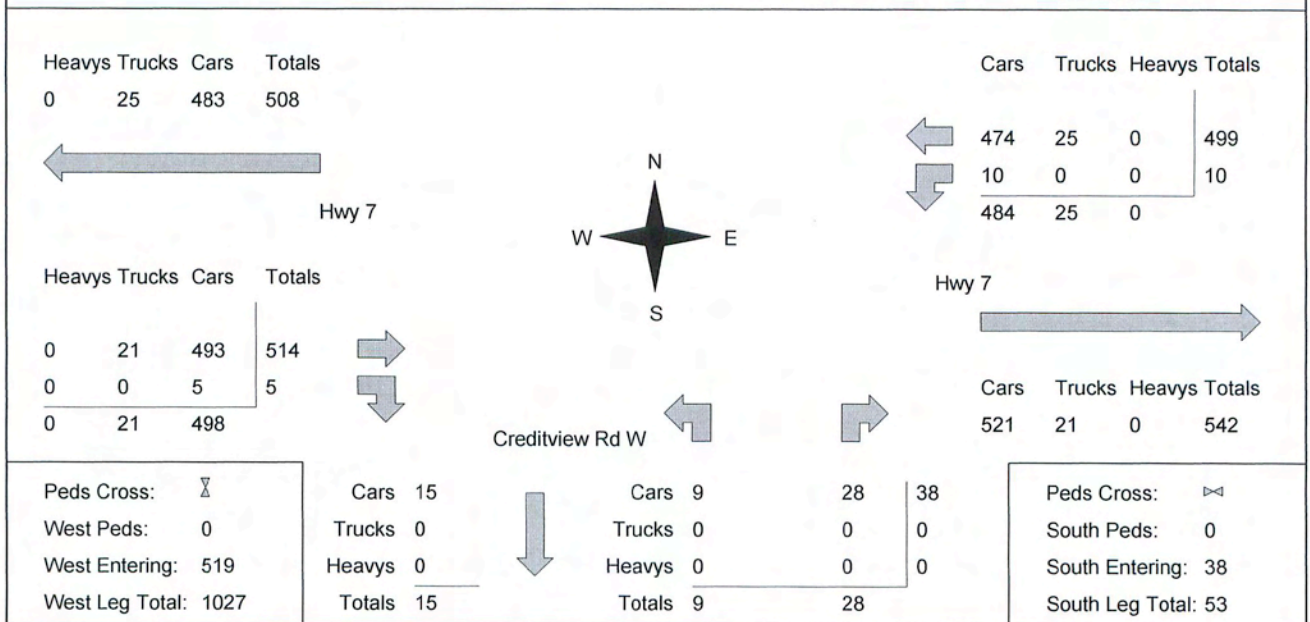 Heavys Trucks Cars Totals
0 25 483 508
Hwy 7
Heavys Trucks Cars Totals
0 21 493 514
0 0 5 5
0 21 498
N
W E
S
Cars Trucks Heavys Totals
474 25 0 499
10 0 0 10
484 25 0
Hwy 7
Cars Trucks Heavys Totals
521 21 0 542
Creditview Rd W
Peds Cross:
West Peds: 0
West Entering: 519
West Leg Total: 1027
Cars 15
Trucks 0
Heavys 0
Totals 15
Cars 9 28 38
Trucks 0 0 0
Heavys 0 0 0
Totals 9 28
Peds Cross:
South Peds: 0
South Entering: 38
South Leg Total: 53